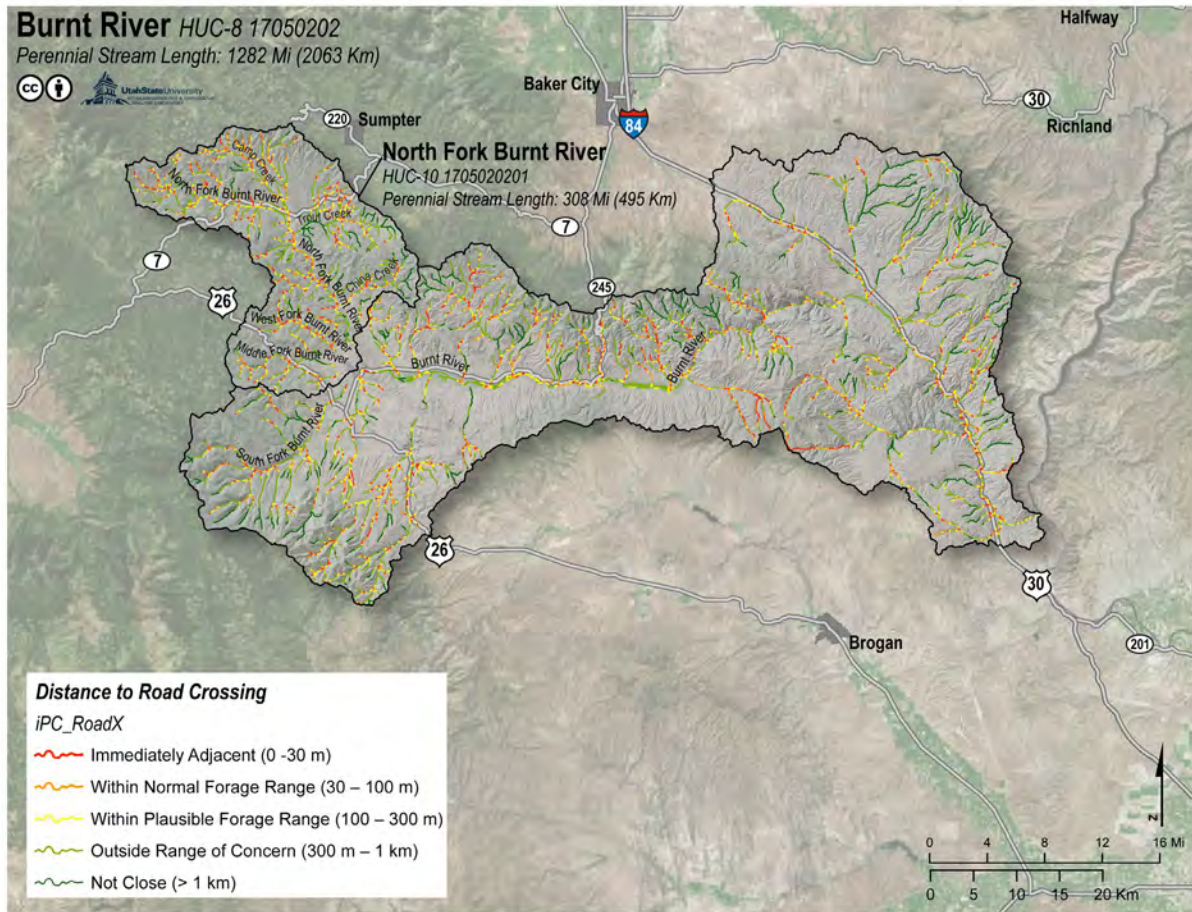 Burnt River HUC-8 17050202
Perennial Stream Length: 1282 Mi (2063 Km)
cc
UtahStateUniversity
Halfway
Baker City
30
Richland
84
220
Sumpter
North Fork Burnt River
HUC-10 1705020201
Perennial Stream Length: 308 Mi (495 Km)
Camp Creek
North Fork Burnt River
Trout Creek
7
7
North Fork Burnt River
China Creek
26
245
West Fork Burnt River
Middle Fork Burnt River
Burnt River
Burnt River
South Fork Burnt River
26
30
Brogan
201
Distance to Road Crossing
iPC_RoadX
Immediately Adjacent (0 -30 m)
Within Normal Forage Range (30 – 100 m)
Within Plausible Forage Range (100 – 300 m)
Outside Range of Concern (300 m – 1 km)
Not Close (> 1 km)
N
0 4 8 12 16 Mi
0 5 10 15 20 Km